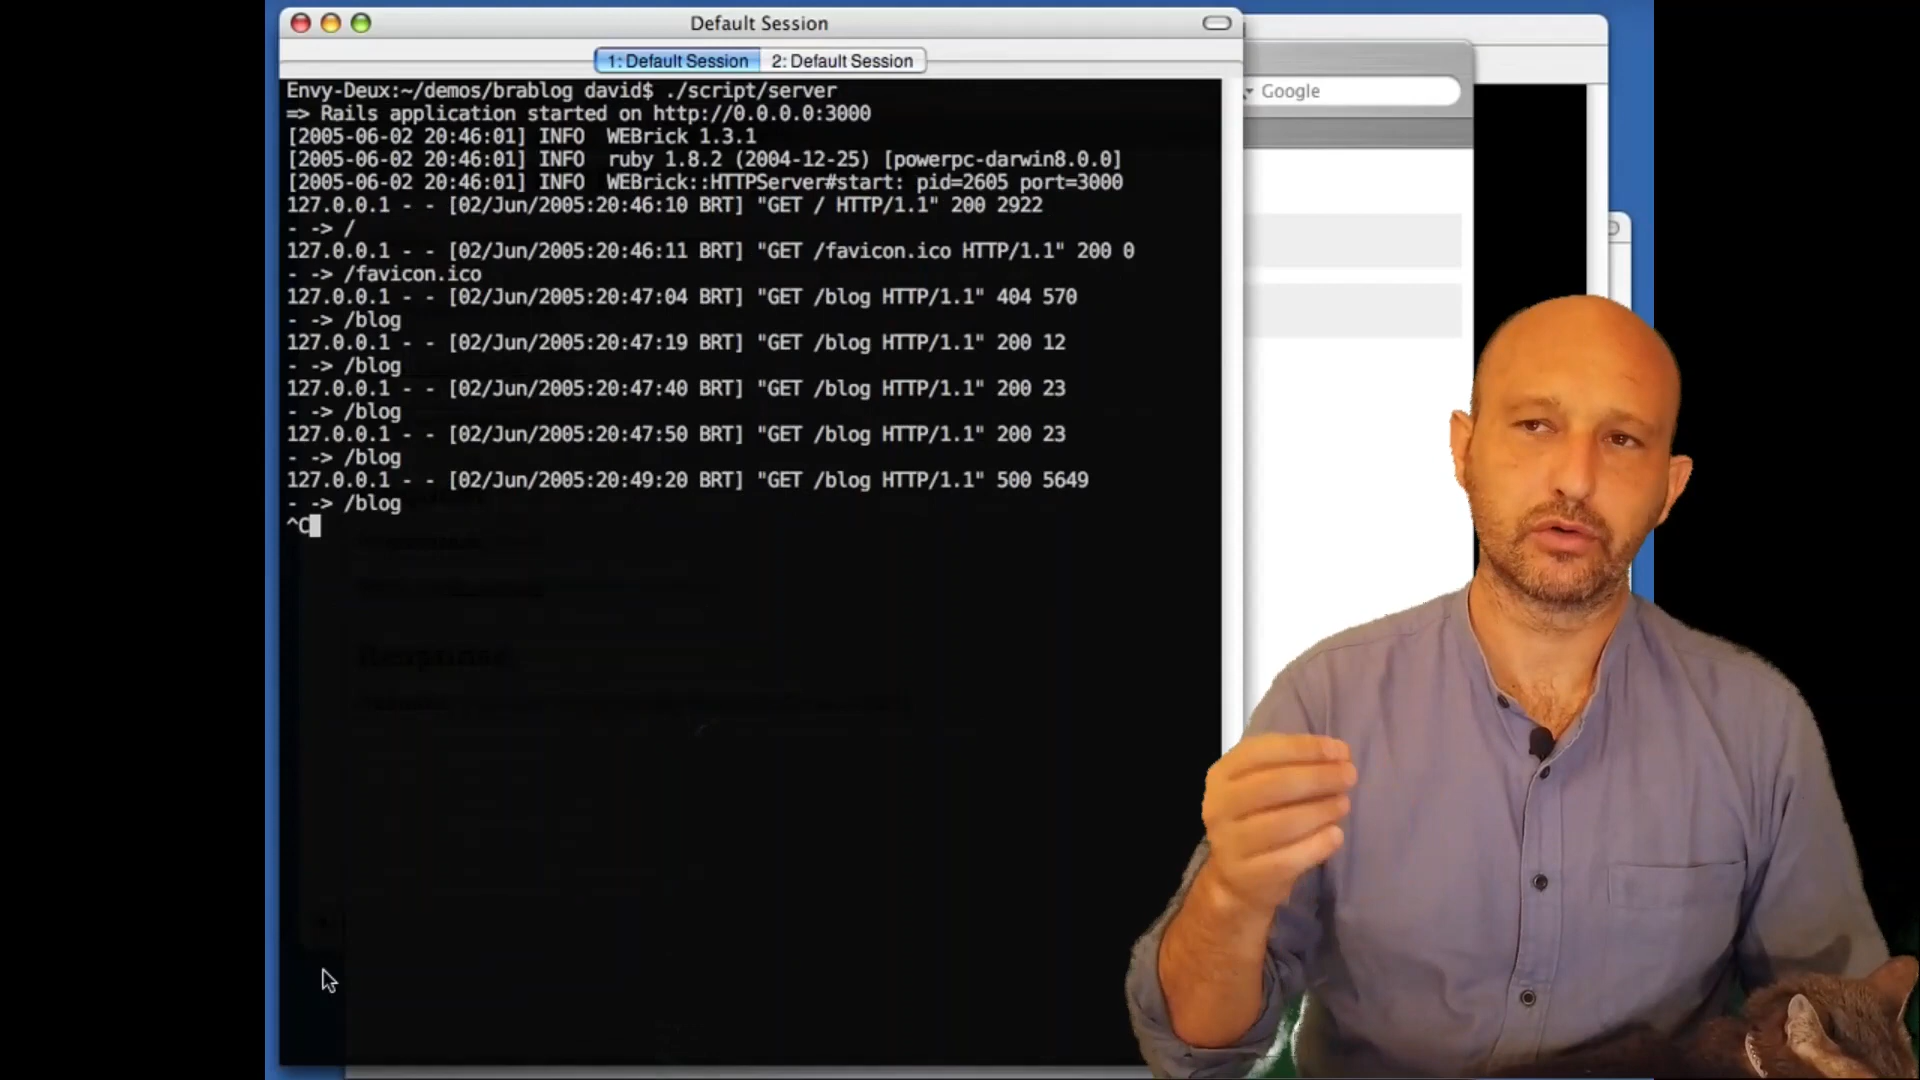 Default Session
1: Default Session
2: Default Session
Google
Envy-Deux:~/demos/brablog david$ ./script/server
=> Rails application started on http://0.0.0.0:3000
[2005-06-02 20:46:01] INFO  WEBrick 1.3.1
[2005-06-02 20:46:01] INFO  ruby 1.8.2 (2004-12-25) [powerpc-darwin8.0.0]
[2005-06-02 20:46:01] INFO  WEBrick::HTTPServer#start: pid=2605 port=3000
127.0.0.1 - - [02/Jun/2005:20:46:10 BRT] "GET / HTTP/1.1" 200 2922
- -> /
127.0.0.1 - - [02/Jun/2005:20:46:11 BRT] "GET /favicon.ico HTTP/1.1" 200 0
- -> /favicon.ico
127.0.0.1 - - [02/Jun/2005:20:47:04 BRT] "GET /blog HTTP/1.1" 404 570
- -> /blog
127.0.0.1 - - [02/Jun/2005:20:47:19 BRT] "GET /blog HTTP/1.1" 200 12
- -> /blog
127.0.0.1 - - [02/Jun/2005:20:47:40 BRT] "GET /blog HTTP/1.1" 200 23
- -> /blog
127.0.0.1 - - [02/Jun/2005:20:47:50 BRT] "GET /blog HTTP/1.1" 200 23
- -> /blog
127.0.0.1 - - [02/Jun/2005:20:49:20 BRT] "GET /blog HTTP/1.1" 500 5649
- -> /blog
^C
Response